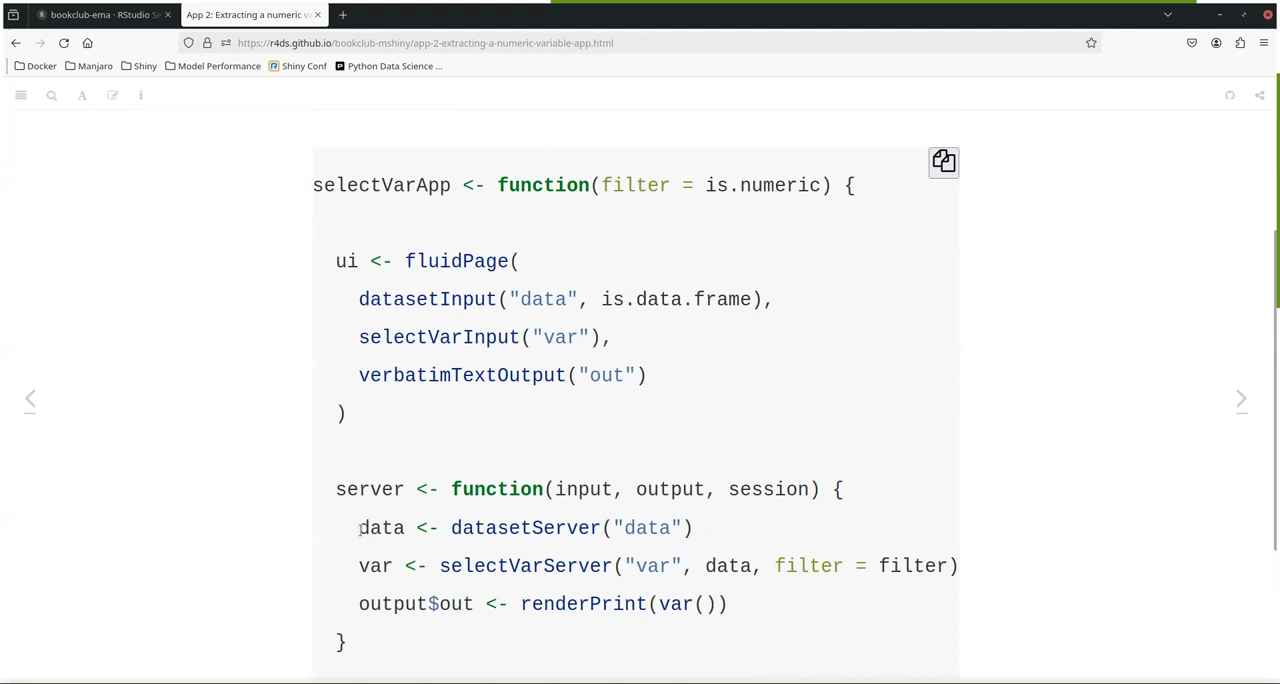 bookclub-ema · RStudio Se
App 2: Extracting a numeric va
https://r4ds.github.io/bookclub-mshiny/app-2-extracting-a-numeric-variable-app.html
Docker Manjaro Shiny Model Performance Shiny Conf Python Data Science ...
selectVarApp <- function(filter = is.numeric) {
ui <- fluidPage(
datasetInput("data", is.data.frame),
selectVarInput("var"),
verbatimTextOutput("out")
)
server <- function(input, output, session) {
data <- datasetServer("data")
var <- selectVarServer("var", data, filter = filter)
output$out <- renderPrint(var())
}